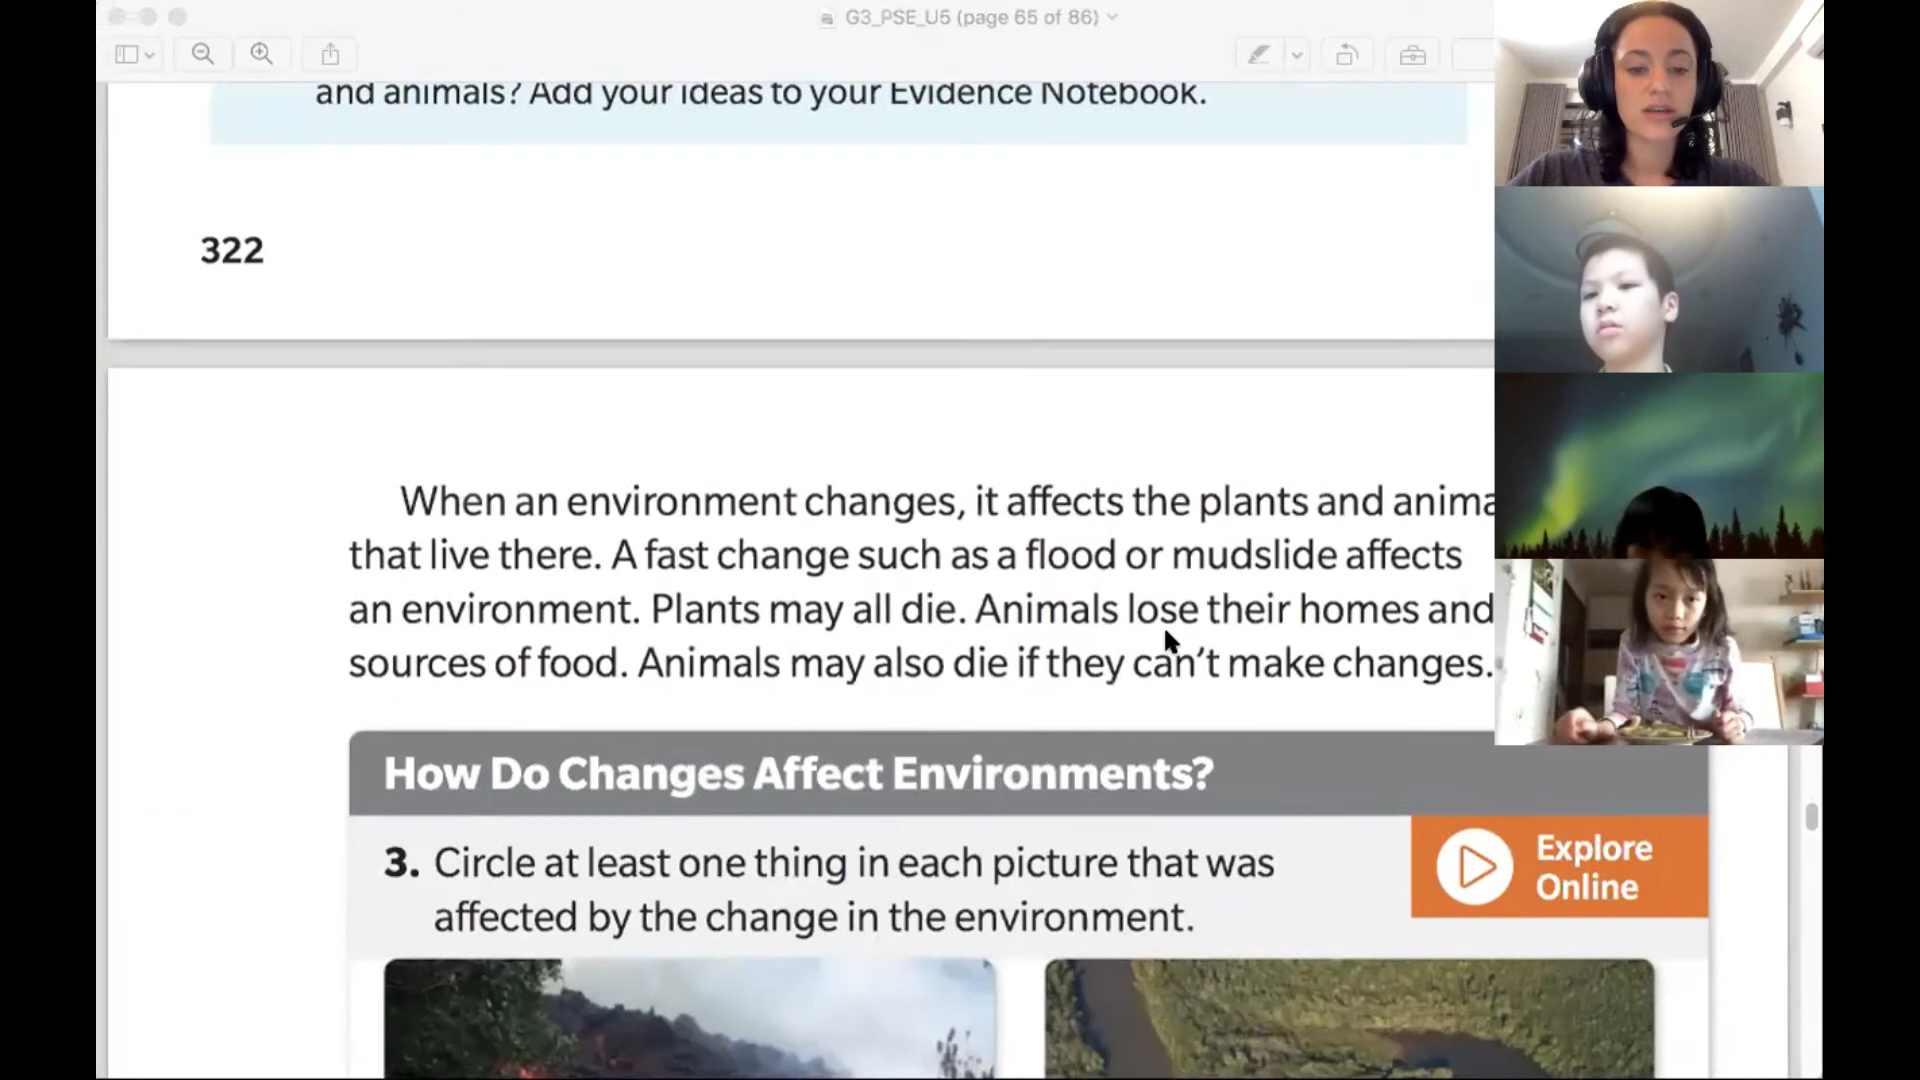 G3_PSE_U5 (page 65 of 86)
and animals? Add your ideas to your Evidence Notebook.
322
When an environment changes, it affects the plants and anima
that live there. A fast change such as a flood or mudslide affects
an environment. Plants may all die. Animals lose their homes and
sources of food. Animals may also die if they can't make changes.
How Do Changes Affect Environments?
3. Circle at least one thing in each picture that was
affected by the change in the environment.
Explore
Online